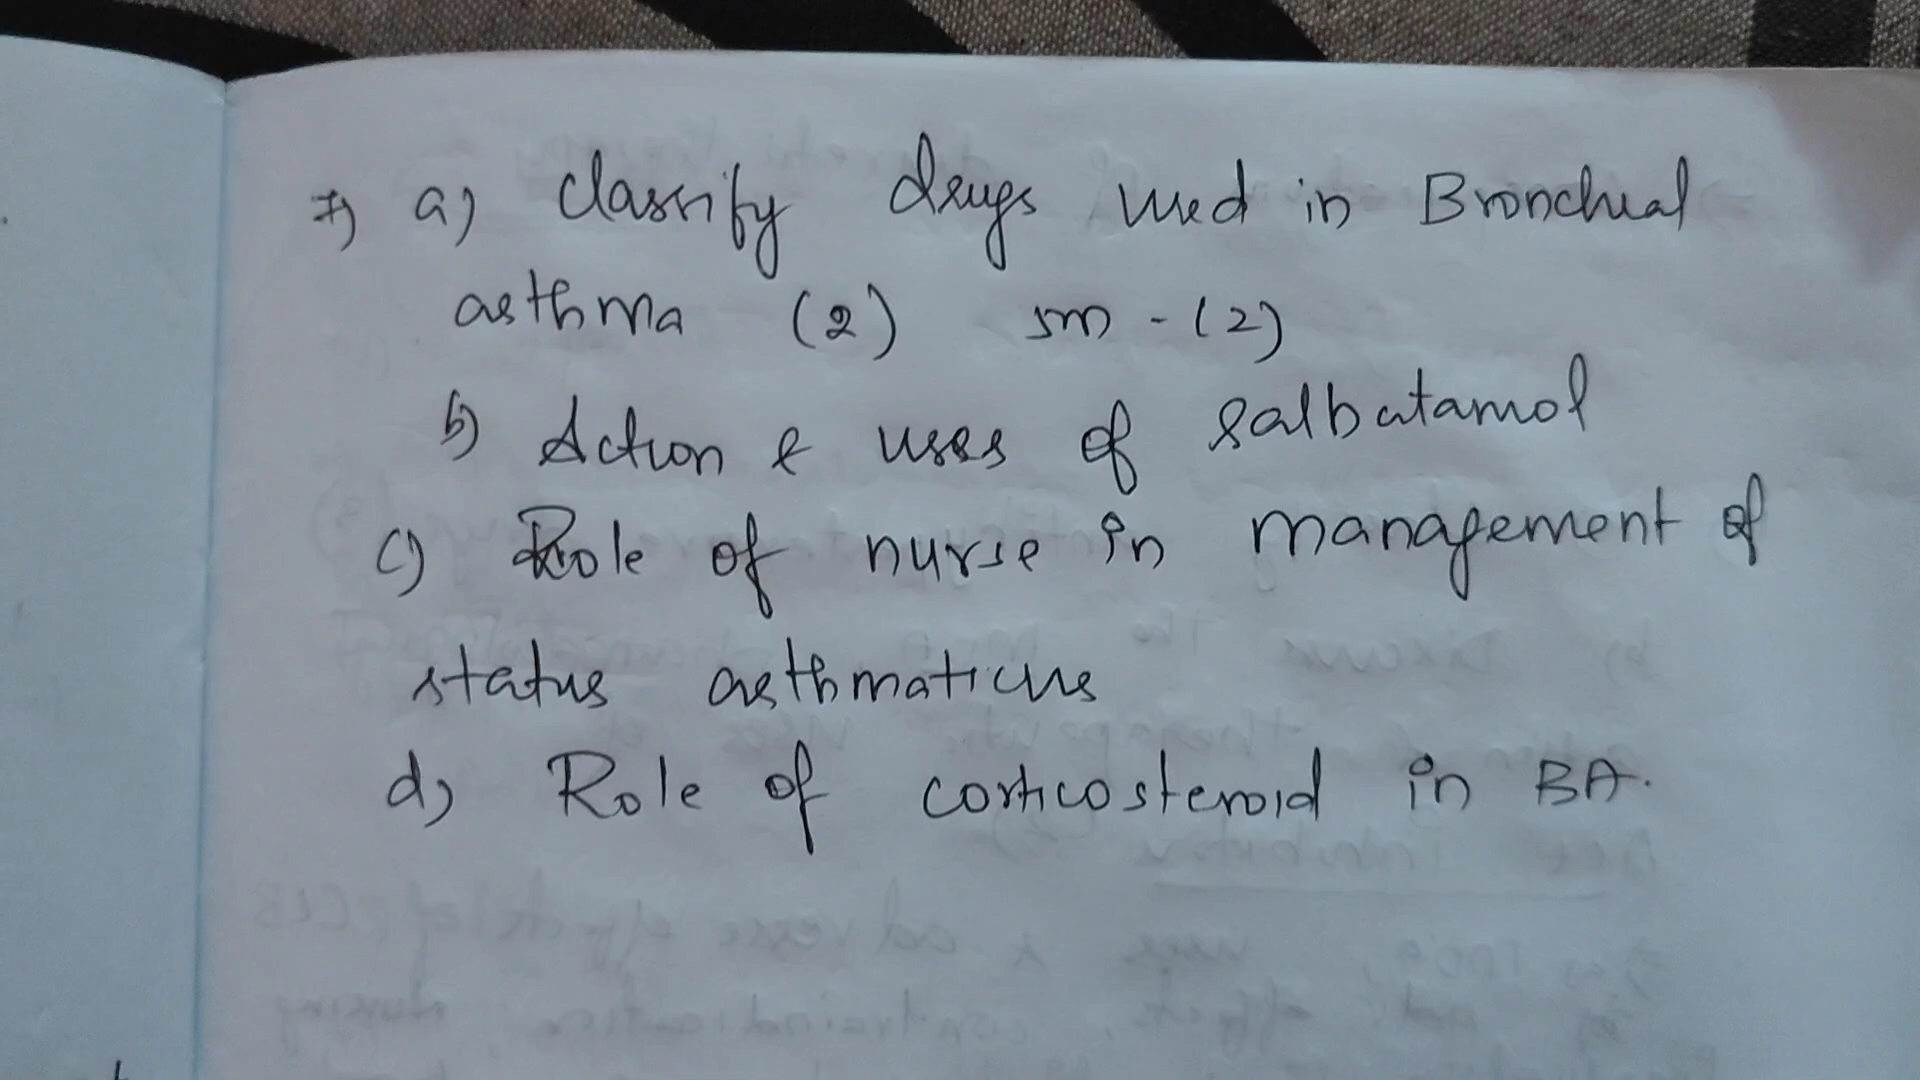 7) a) classify drugs used in Bronchial
asthma (2) 5m - (2)
b) Action & uses of salbutamol
c) Role of nurse in management of
status asthmaticus
d) Role of corticosteroid in BA.